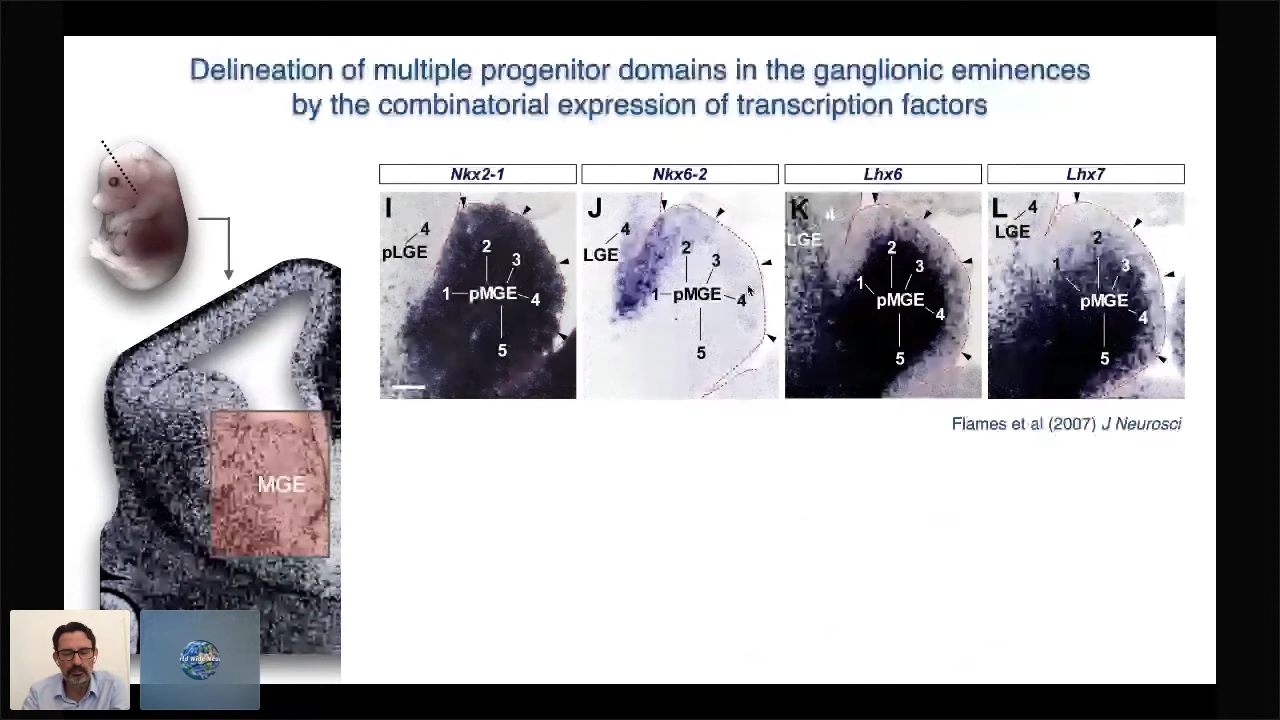 Delineation of multiple progenitor domains in the ganglionic eminences
by the combinatorial expression of transcription factors
Nkx2-1
Nkx6-2
Lhx6
Lhx7
I
4
pLGE
2
3
1
pMGE
4
5
J
4
LGE
2
3
1
pMGE
4
5
K
4
LGE
2
3
1
pMGE
4
5
L
4
LGE
2
1
3
pMGE
4
5
Flames et al (2007) J Neurosci
MGE